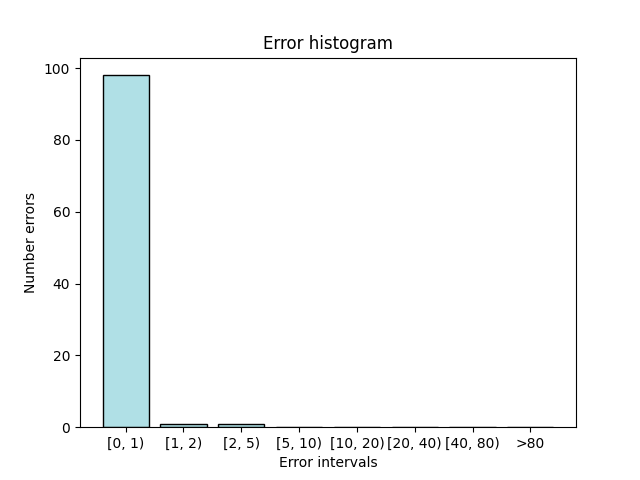 Error histogram
Number errors
100
80
60
40
20
0
[0, 1) [1, 2) [2, 5) [5, 10) [10, 20) [20, 40) [40, 80) >80
Error intervals